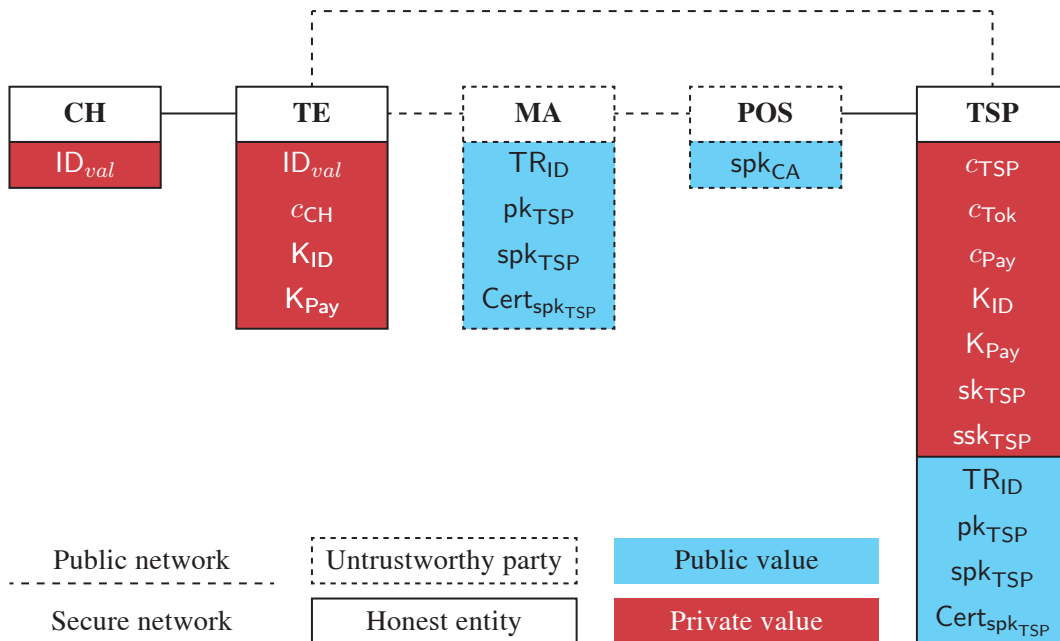 CH
TE
MA
POS
TSP
ID_val
ID_val
c_CH
K_ID
K_Pay
TR_ID
pk_TSP
spk_TSP
Cert_spk_TSP
spk_CA
c_TSP
c_Tok
c_Pay
K_ID
K_Pay
sk_TSP
ssk_TSP
TR_ID
pk_TSP
spk_TSP
Cert_spk_TSP
Public network
Untrustworthy party
Public value
Secure network
Honest entity
Private value